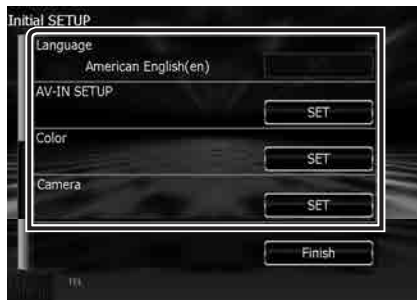 Initial SETUP
Language
American English(en)
AV-IN SETUP
SET
Color
SET
Camera
SET
Finish